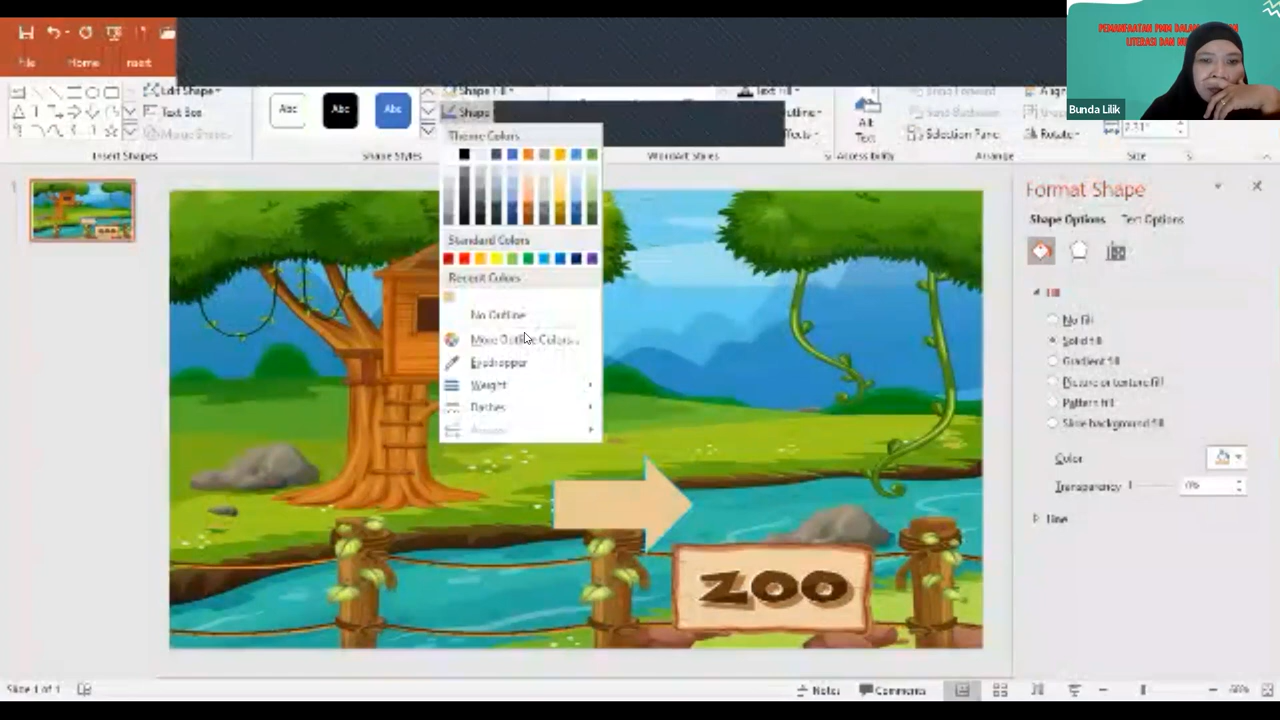 File Home
Edit Shape
Text Box
Abc Abc Abc
Shape Fill
Shape
Text Fill
Alt
Text
Selection Pane
Rotate
Insert Shapes
Shape Styles
WordArt Styles
Accessibility
Arrange
Size
Bunda Lilik
Theme Colors
Standard Colors
Recent Colors
No Outline
More Outline Colors...
Eyedropper
Weight
Dashes
ZOO
Format Shape
Shape Options Text Options
Fill
No fill
Solid fill
Gradient fill
Picture or texture fill
Pattern fill
Slide background fill
Color
Transparency
0%
Line
Slide 1 of 1
Notes
Comments